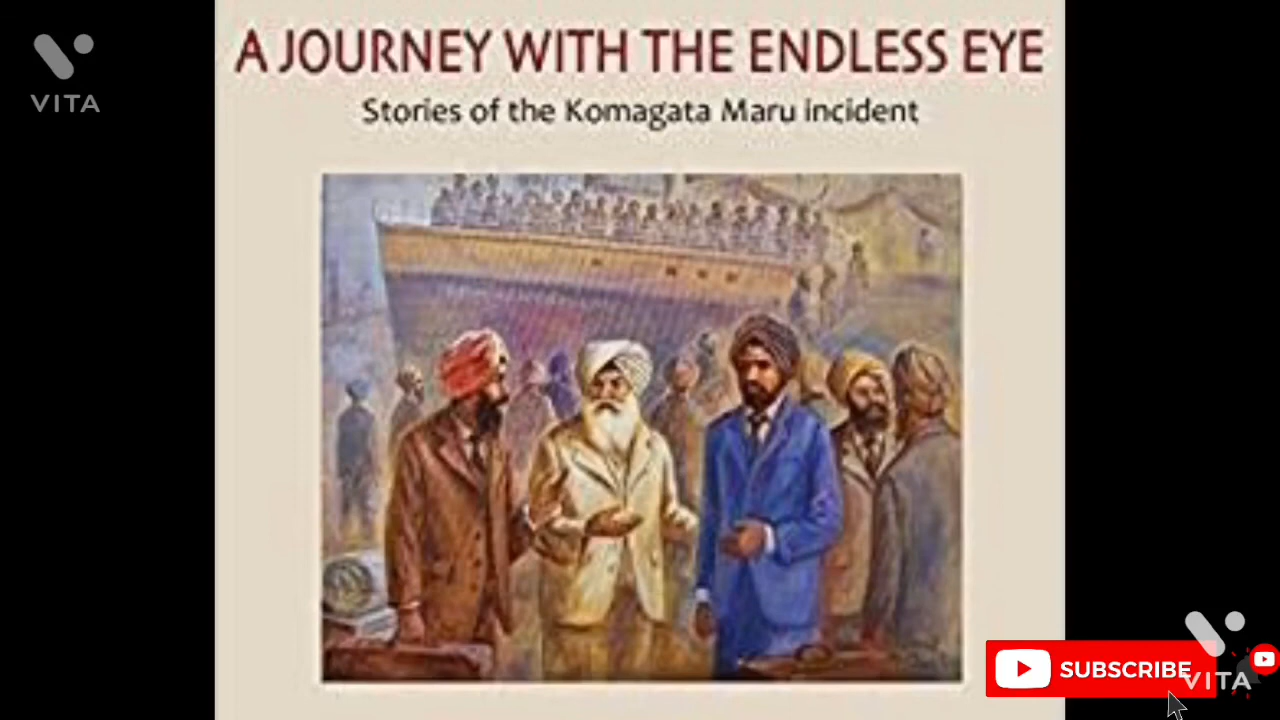 A JOURNEY WITH THE ENDLESS EYE
Stories of the Komagata Maru incident
VITA
SUBSCRIBE
VITA